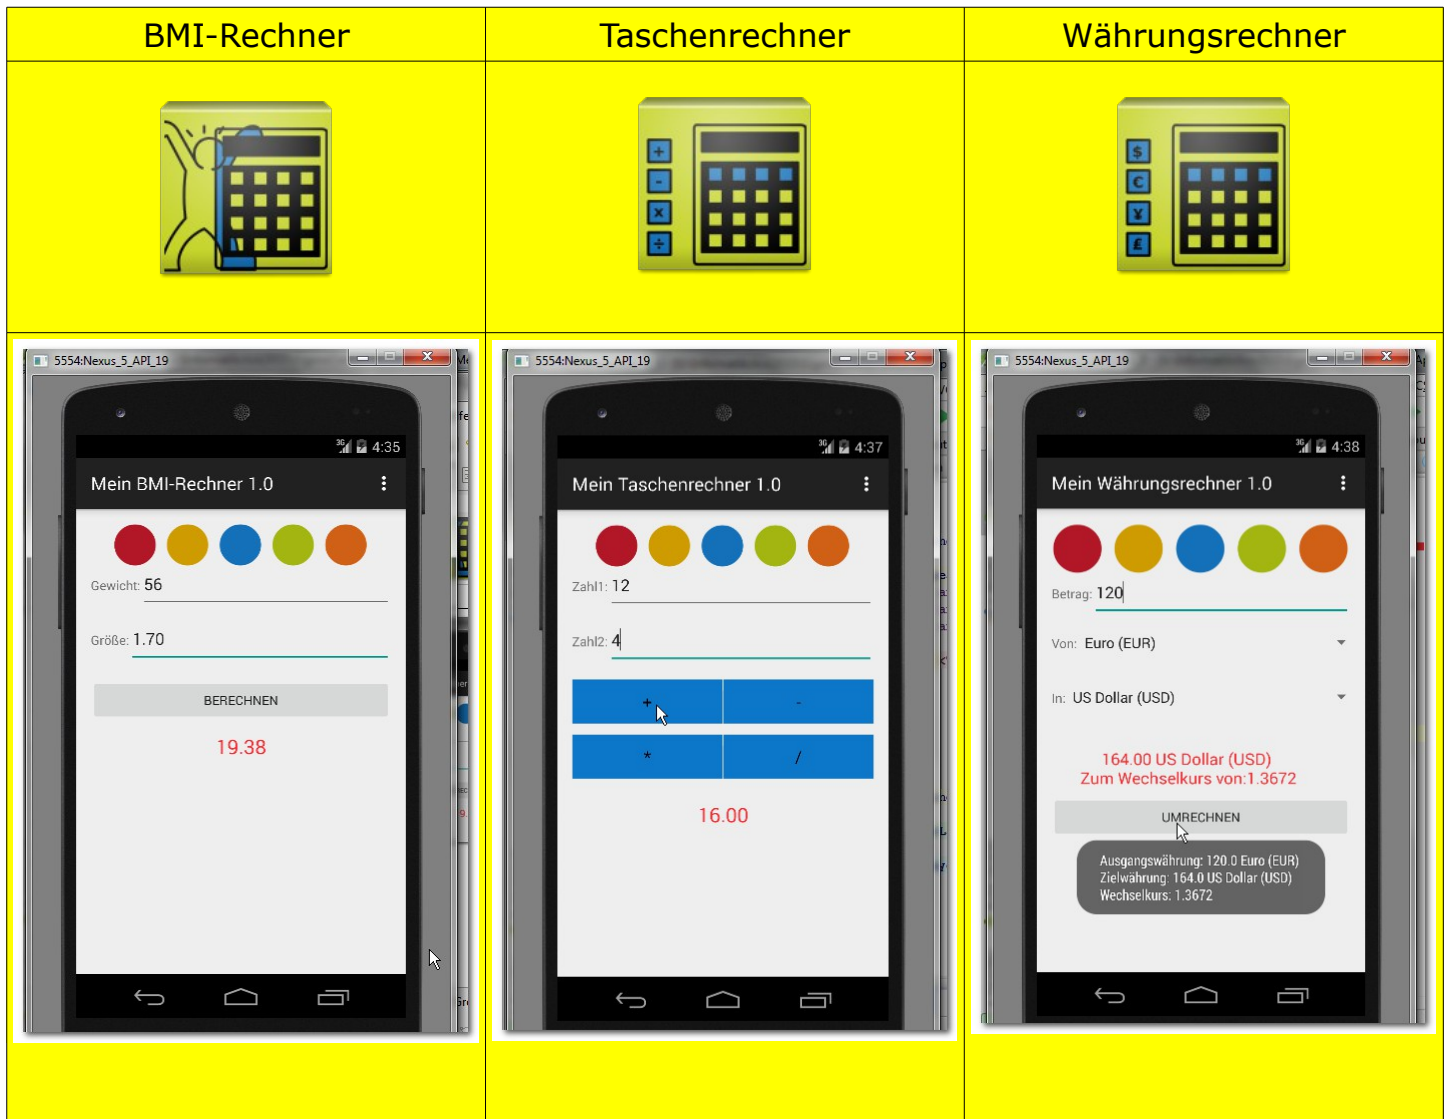 BMI-Rechner
Taschenrechner
Währungsrechner
+
-
x
÷
$
€
¥
£
5554:Nexus_5_API_19
3G 4:35
Mein BMI-Rechner 1.0
Gewicht: 56
Größe: 1.70
BERECHNEN
19.38
5554:Nexus_5_API_19
3G 4:37
Mein Taschenrechner 1.0
Zahl1: 12
Zahl2: 4
+ -
* /
16.00
5554:Nexus_5_API_19
3G 4:38
Mein Währungsrechner 1.0
Betrag: 120
Von: Euro (EUR)
In: US Dollar (USD)
164.00 US Dollar (USD)
Zum Wechselkurs von:1.3672
UMRECHNEN
Ausgangswährung: 120.0 Euro (EUR)
Zielwährung: 164.0 US Dollar (USD)
Wechselkurs: 1.3672